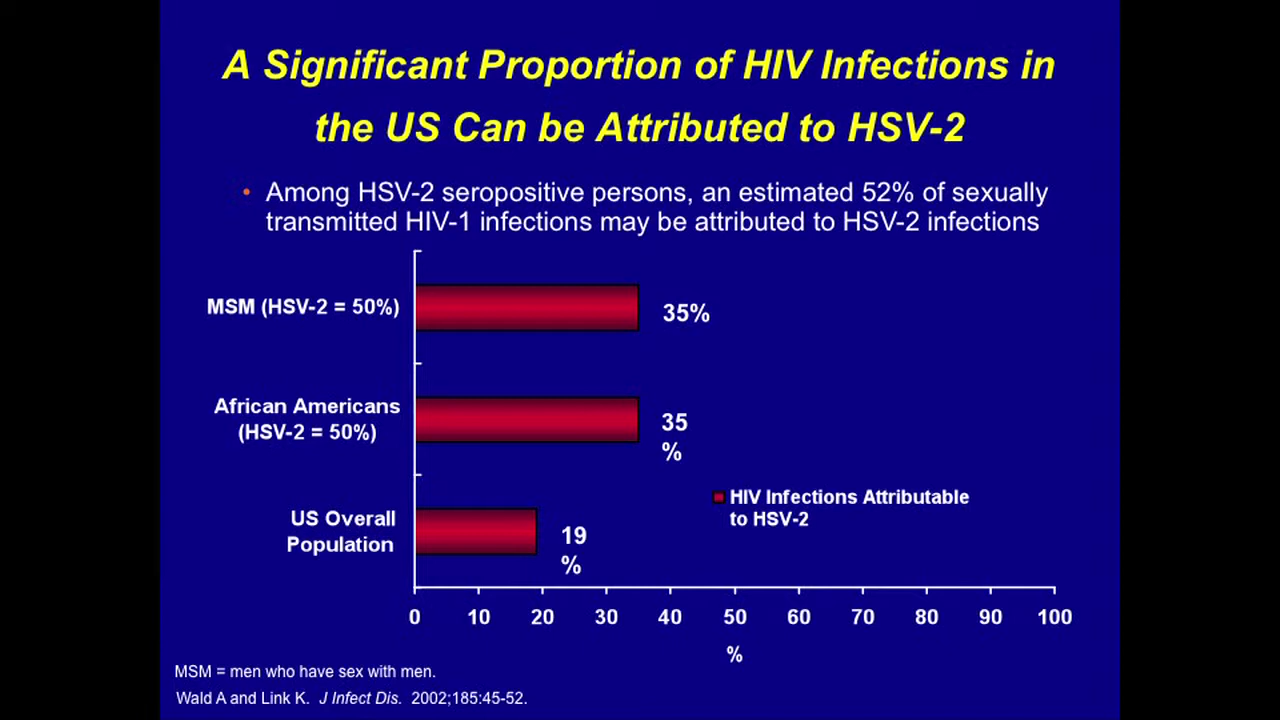 A Significant Proportion of HIV Infections in
the US Can be Attributed to HSV-2
• Among HSV-2 seropositive persons, an estimated 52% of sexually
transmitted HIV-1 infections may be attributed to HSV-2 infections
MSM (HSV-2 = 50%)
35%
African Americans
(HSV-2 = 50%)
35
%
US Overall
Population
19
%
HIV Infections Attributable
to HSV-2
0 10 20 30 40 50 60 70 80 90 100
%
MSM = men who have sex with men.
Wald A and Link K. J Infect Dis. 2002;185:45-52.